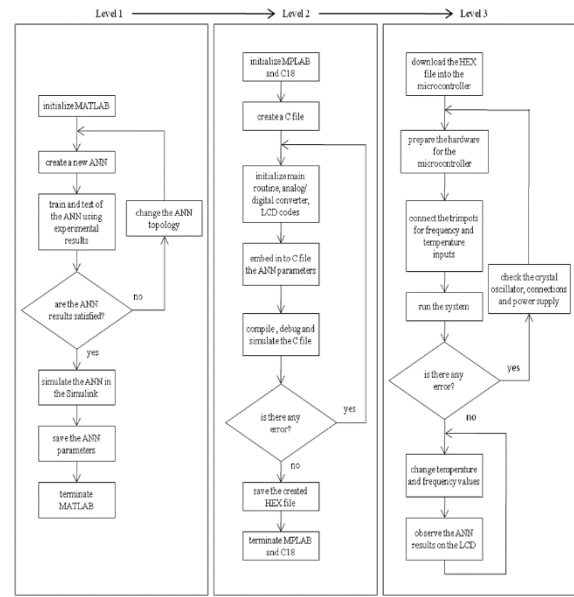 Level 1
Level 2
Level 3
initialize MATLAB
create a new ANN
train and test of
the ANN using
experimental
results
change the ANN
topology
are the ANN
results satisfied?
no
yes
simulate the ANN in
the Simulink
save the ANN
parameters
terminate
MATLAB
initialize MPLAB
and C18
create a C file
initialize main
routine, analog/
digital converter,
LCD codes
embed in to C file
the ANN parameters
compile, debug and
simulate the C file
is there any
error?
yes
no
save the created
HEX file
terminate MPLAB
and C18
download the HEX
file into the
microcontroller
prepare the hardware
for the
microcontroller
connect the trimpots
for frequency and
temperature
inputs
check the crystal
oscillator, connections
and power supply
run the system
is there any error?
yes
no
change temperature
and frequency values
observe the ANN
results on the LCD